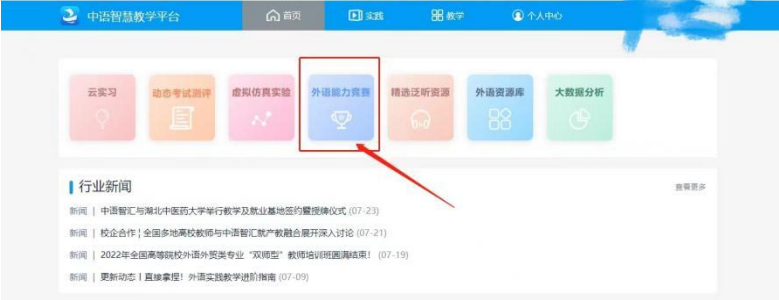 中语智慧教学平台 首页 实践 教学 个人中心
云实习 动态考试测评 虚拟仿真实验 外语能力竞赛 精选泛听资源 外语资源库 大数据分析
行业新闻 查看更多
新闻 | 中语智汇与湖北中医药大学举行教学及就业基地签约暨授牌仪式 (07-23)
新闻 | 校企合作 ¦ 全国多地高校教师与中语智汇就产教融合展开深入讨论 (07-21)
新闻 | 2022年全国高等院校外语外贸类专业 “双师型” 教师培训班圆满结束! (07-19)
新闻 | 更新动态丨直接拿捏! 外语实践教学进阶指南 (07-09)